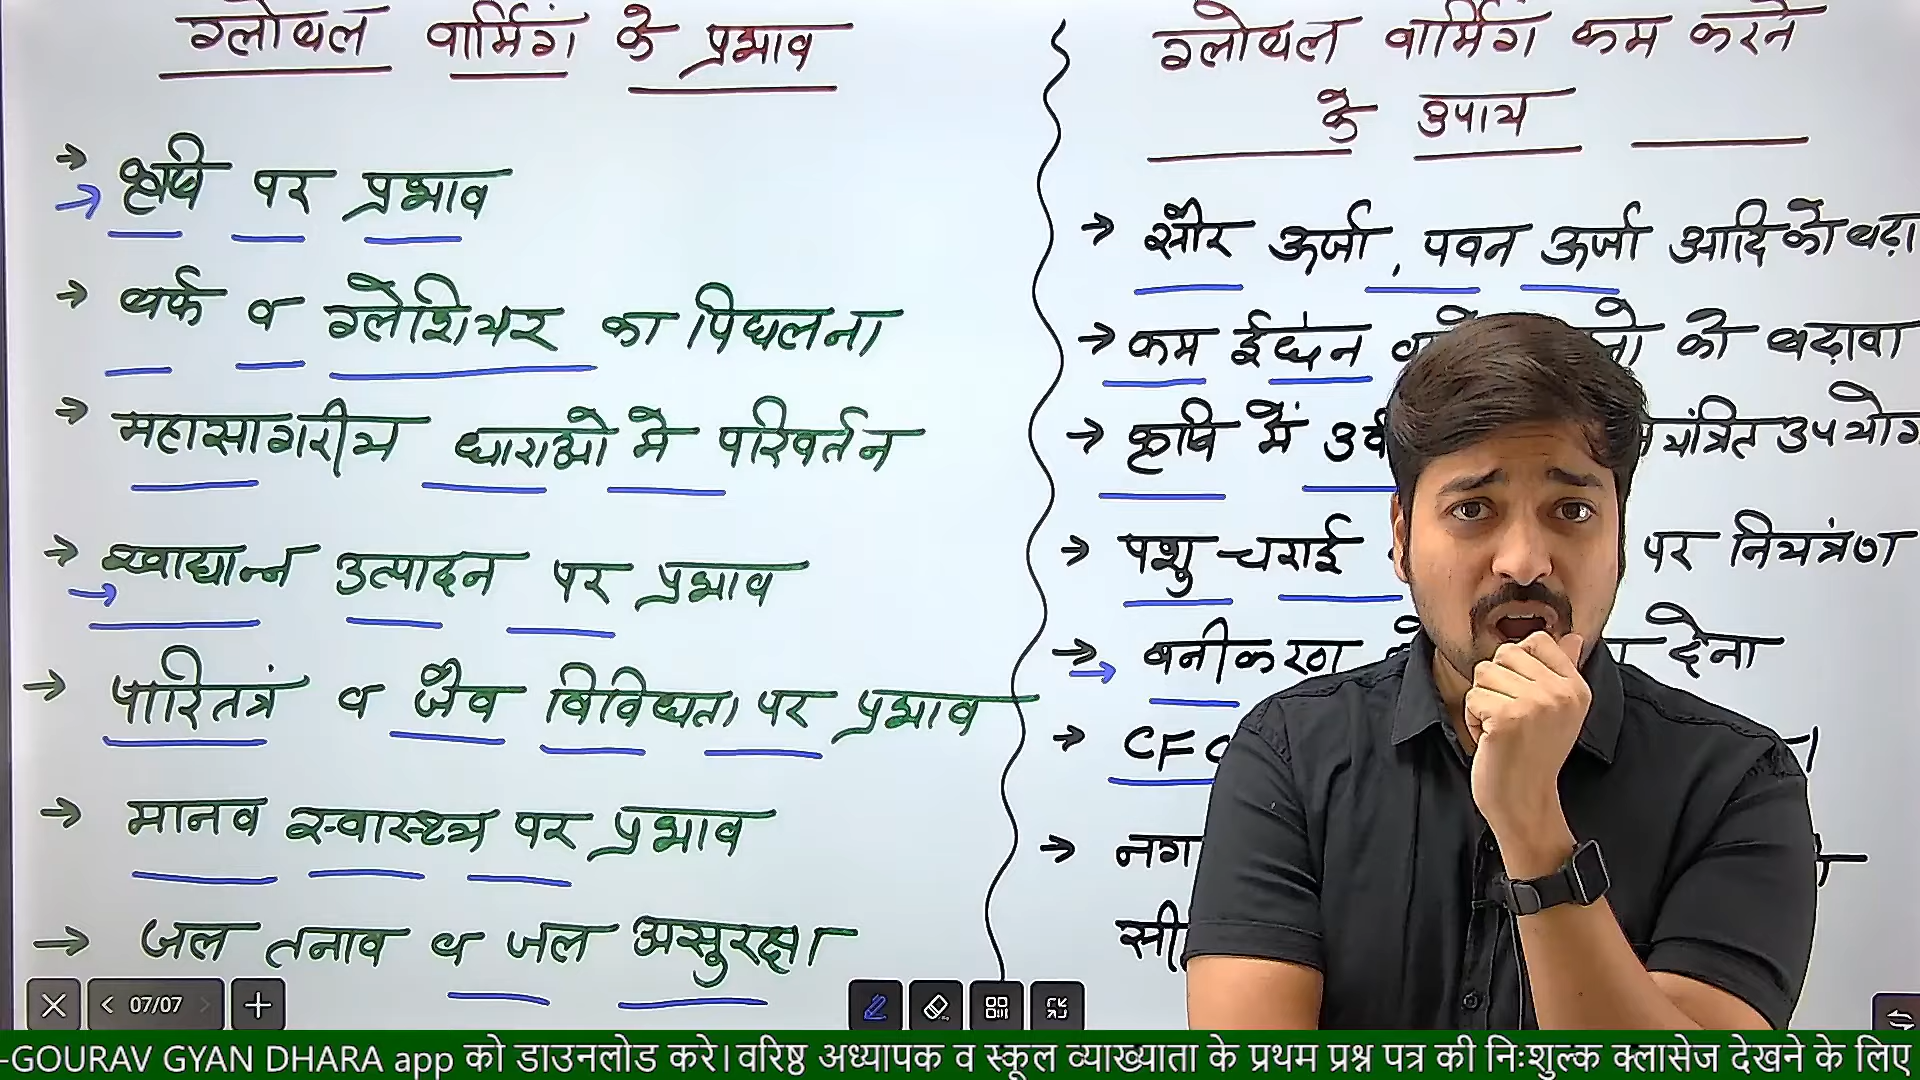 ग्लोबल वार्मिंग के प्रभाव
→ कृषि पर प्रभाव
→ बर्फ व ग्लेशियर का पिघलना
→ महासागरीय धाराओ मे परिवर्तन
→ खाद्यान्न उत्पादन पर प्रभाव
→ पारितत्रं व जैव विविधता पर प्रभाव
→ मानव स्वास्थ्य पर प्रभाव
→ जल तनाव व जल असुरक्षा
ग्लोबल वार्मिंग कम करने
के उपाय
→ सौर ऊर्जा, पवन ऊर्जा आदि को
→ कम ईंधन को बढ़ावा
→ कृषि में उपयोग
→ पशु चराई पर नियंत्रण
→ वनीकरण देना
→
→
07/07
-GOURAV GYAN DHARA app को डाउनलोड करे। वरिष्ठ अध्यापक व स्कूल व्याख्याता के प्रथम प्रश्न पत्र की निःशुल्क क्लासेज देखने के लिए